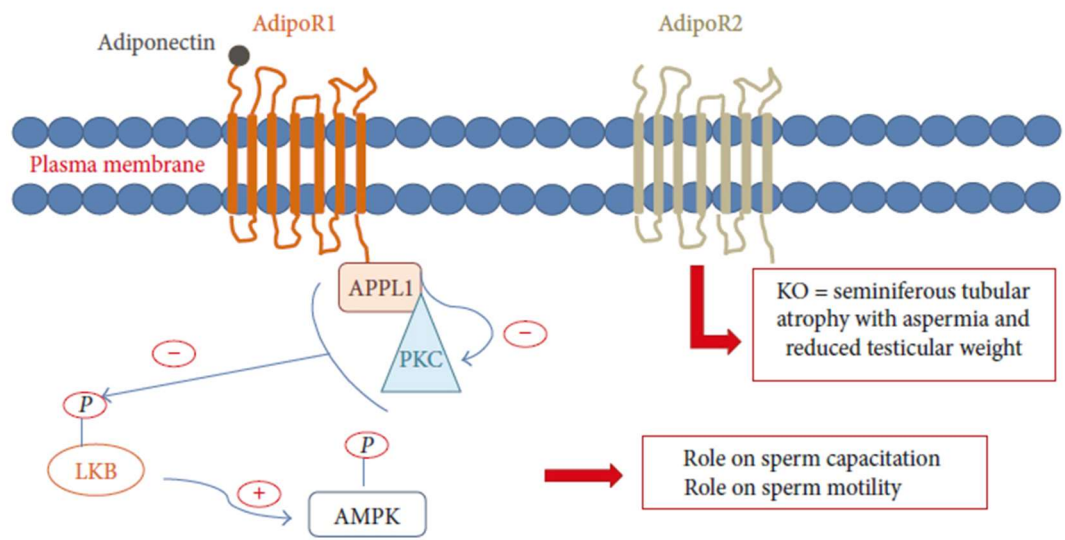 AdipoR1
AdipoR2
Adiponectin
Plasma membrane
APPL1
PKC
−
−
KO = seminiferous tubular
atrophy with aspermia and
reduced testicular weight
P
LKB
+
P
AMPK
Role on sperm capacitation
Role on sperm motility